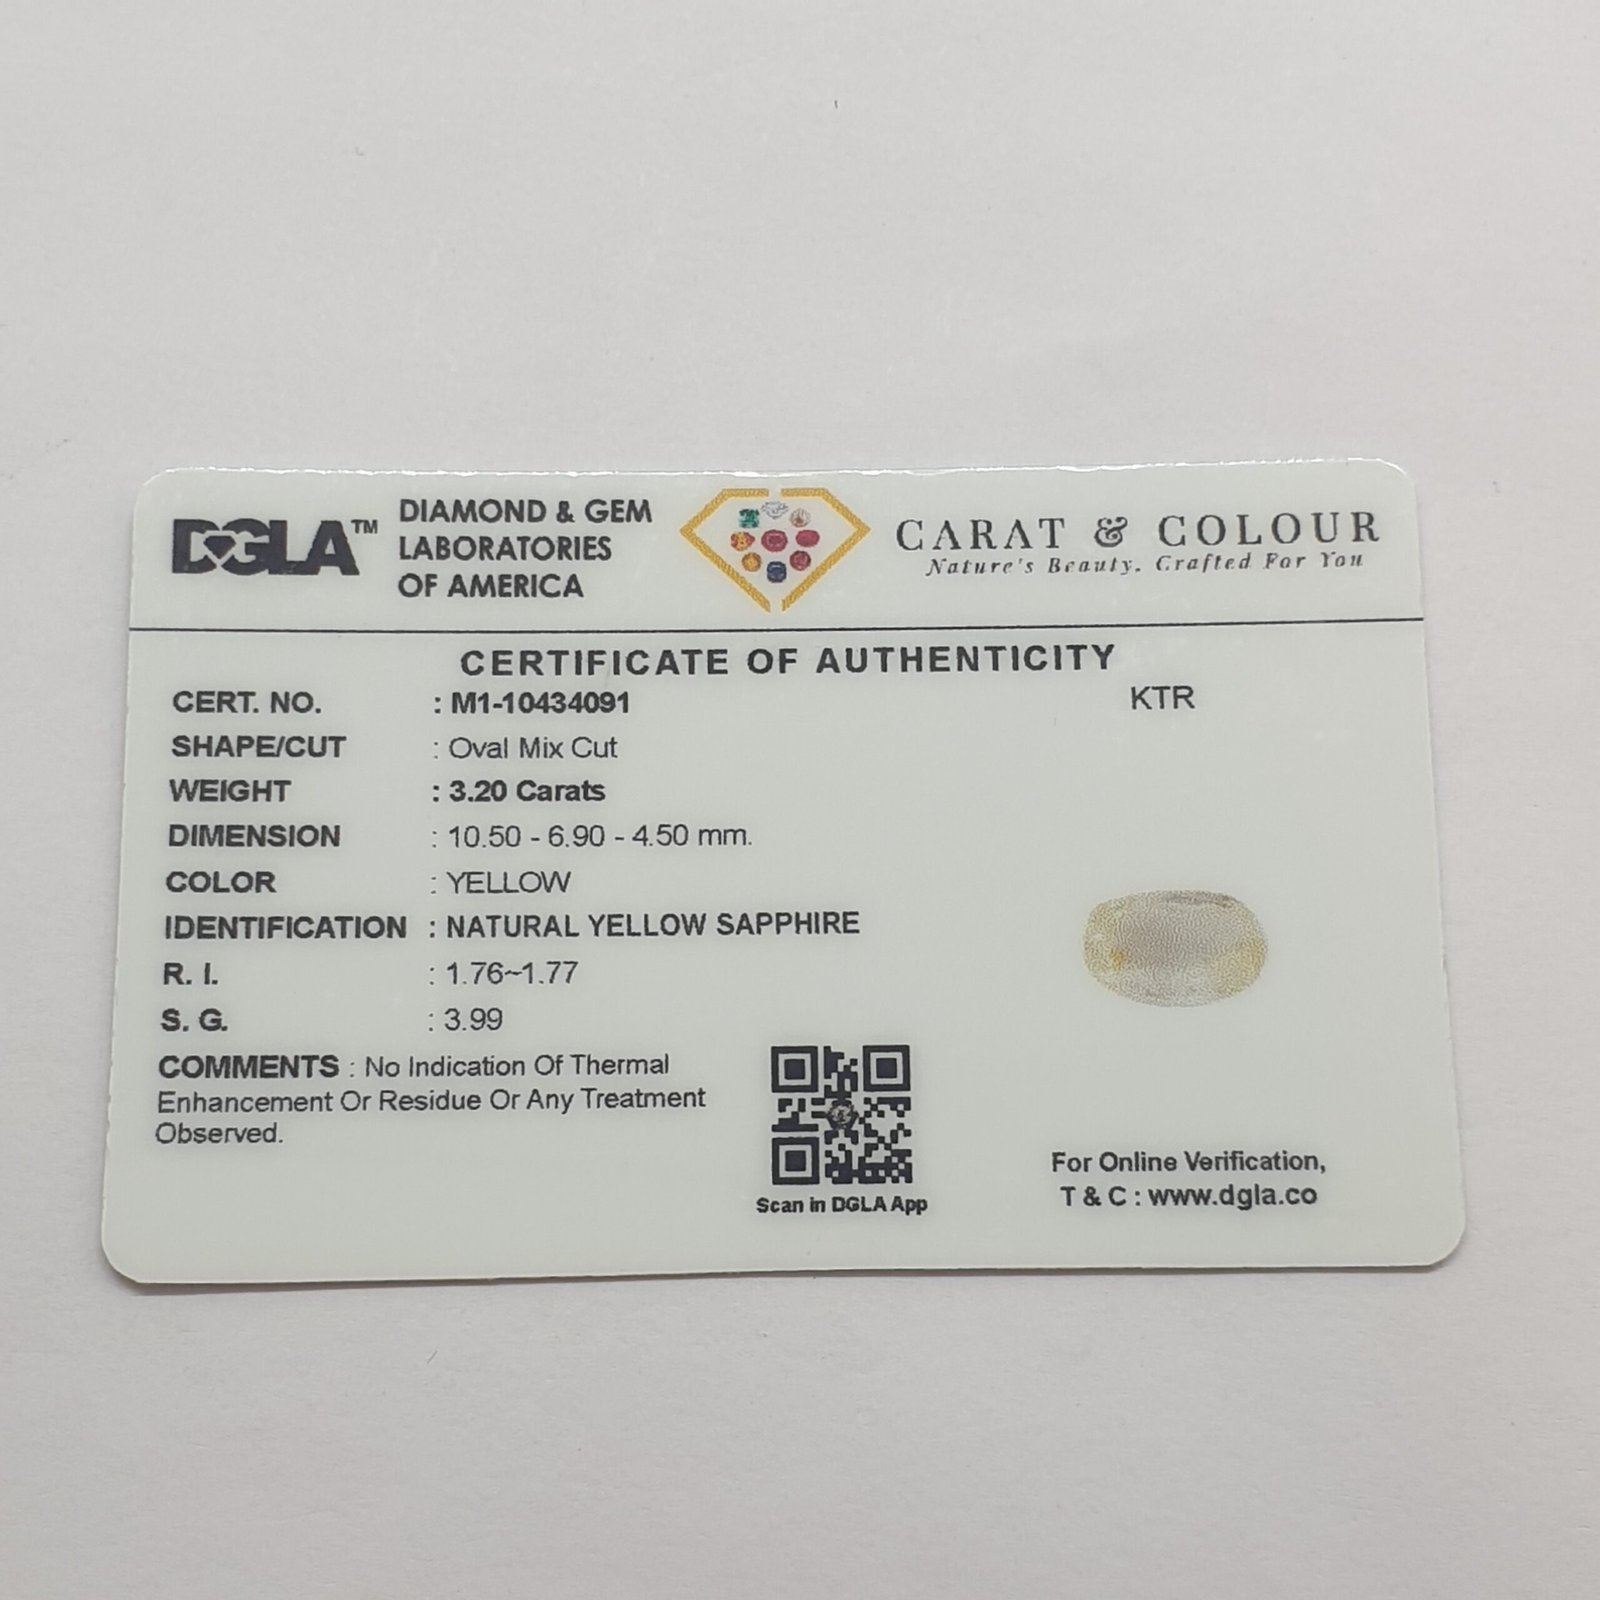 DGLA™
DIAMOND & GEM
LABORATORIES
OF AMERICA
CARAT & COLOUR
Nature's Beauty. Crafted For You
CERTIFICATE OF AUTHENTICITY
CERT. NO. : M1-10434091
KTR
SHAPE/CUT : Oval Mix Cut
WEIGHT : 3.20 Carats
DIMENSION : 10.50 - 6.90 - 4.50 mm.
COLOR : YELLOW
IDENTIFICATION : NATURAL YELLOW SAPPHIRE
R. I. : 1.76~1.77
S. G. : 3.99
COMMENTS : No Indication Of Thermal
Enhancement Or Residue Or Any Treatment
Observed.
Scan in DGLA App
For Online Verification,
T & C : www.dgla.co